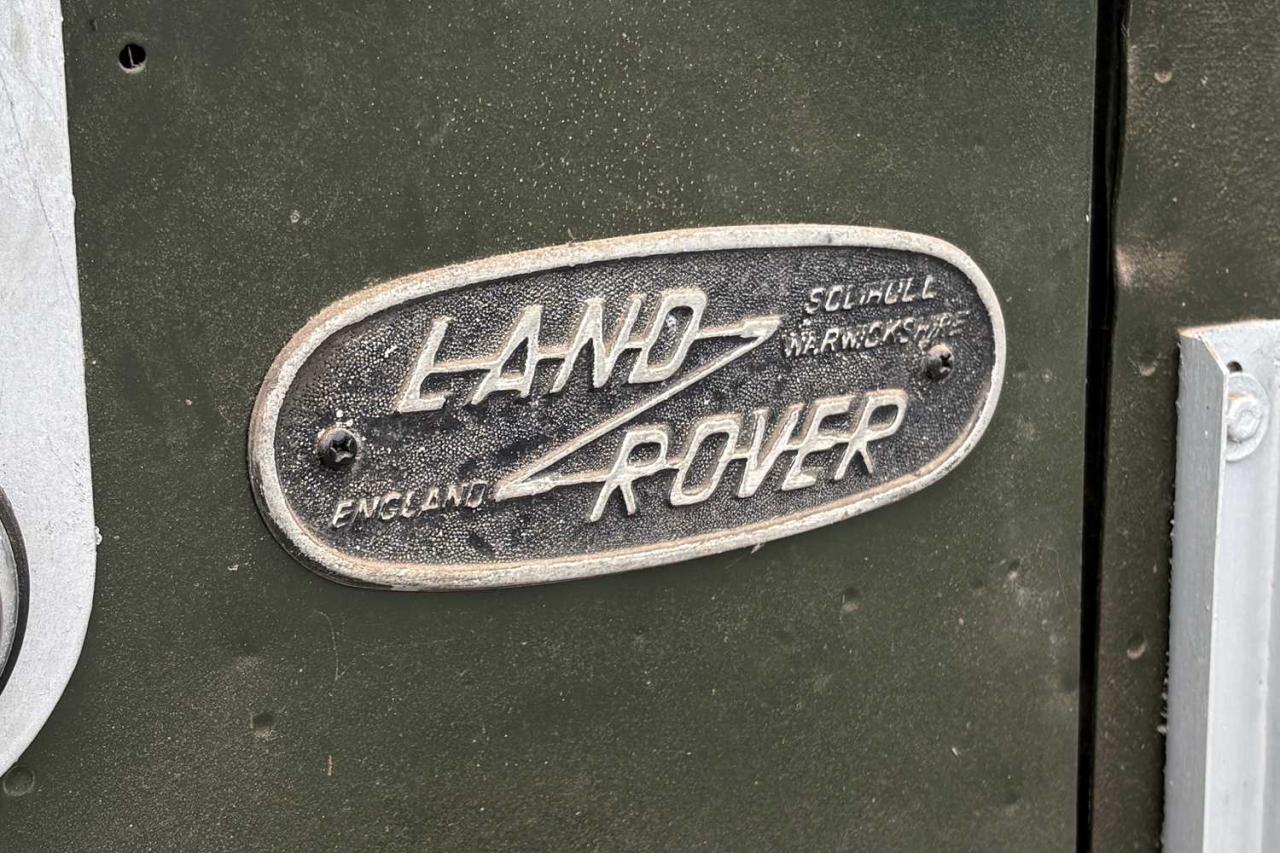 LAND
ROVER
SOLIHULL
WARWICKSHIRE
ENGLAND